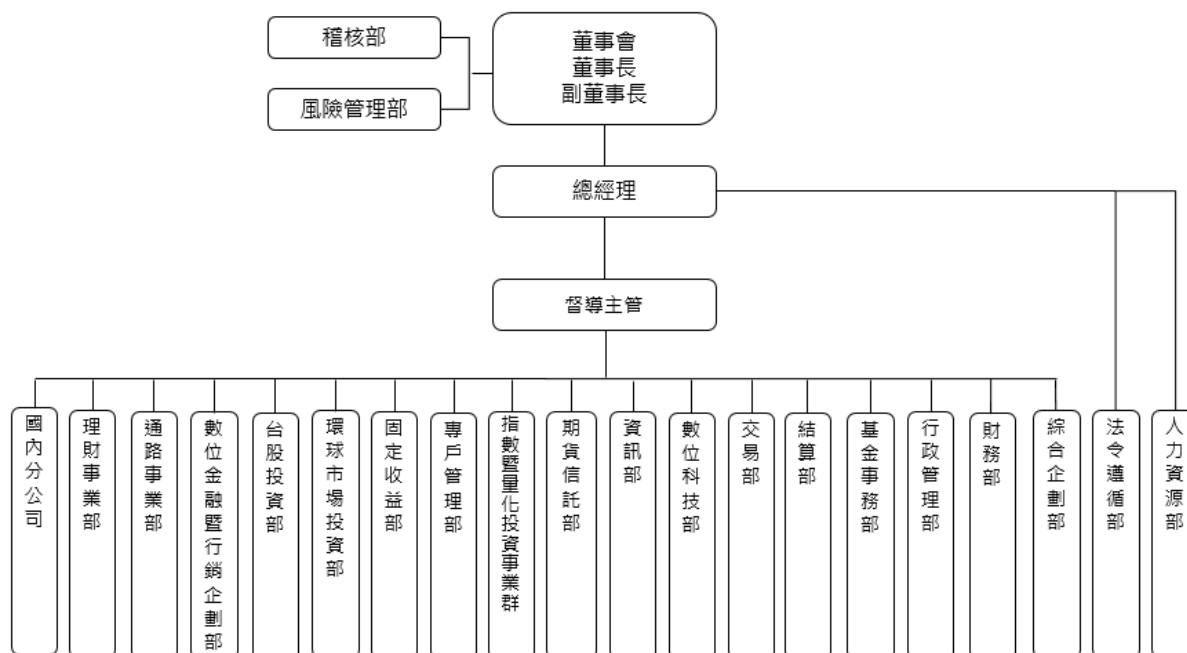 稽核部
風險管理部
董事會
董事長
副董事長
總經理
督導主管
國內分公司
理財事業部
通路事業部
數位金融暨行銷企劃部
台股投資部
環球市場投資部
固定收益部
專戶管理部
指數暨量化投資事業群
期貨信託部
資訊部
數位科技部
交易部
結算部
基金事務部
行政管理部
財務部
綜合企劃部
法令遵循部
人力資源部